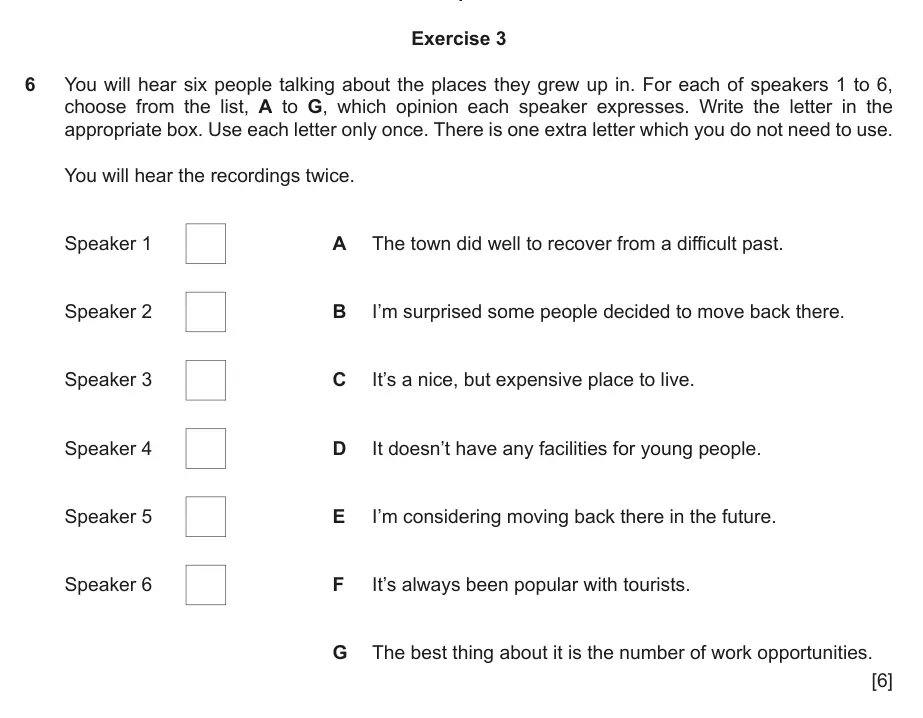 Exercise 3
6 You will hear six people talking about the places they grew up in. For each of speakers 1 to 6,
choose from the list, A to G, which opinion each speaker expresses. Write the letter in the
appropriate box. Use each letter only once. There is one extra letter which you do not need to use.
You will hear the recordings twice.
Speaker 1 A The town did well to recover from a difficult past.
Speaker 2 B I’m surprised some people decided to move back there.
Speaker 3 C It’s a nice, but expensive place to live.
Speaker 4 D It doesn’t have any facilities for young people.
Speaker 5 E I’m considering moving back there in the future.
Speaker 6 F It’s always been popular with tourists.
G The best thing about it is the number of work opportunities.
[6]